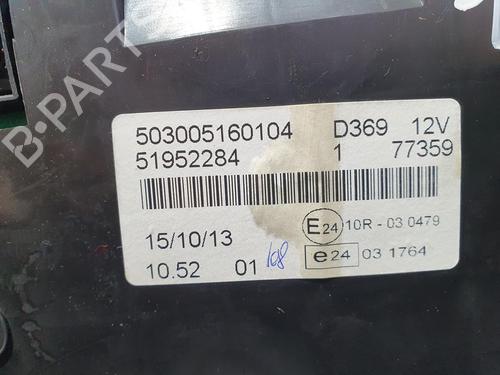 503005160104 D369 12V
51952284 1 77359
15/10/13 E24 10R - 03 0479
10.52 01 108 e24 03 1764
B-PARTS